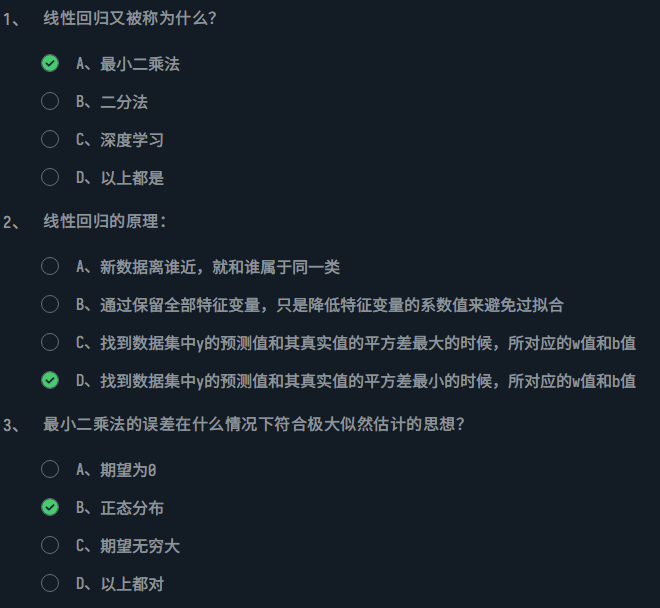 1、 线性回归又被称为什么？
A、最小二乘法
B、二分法
C、深度学习
D、以上都是
2、 线性回归的原理：
A、新数据离谁近，就和谁属于同一类
B、通过保留全部特征变量，只是降低特征变量的系数值来避免过拟合
C、找到数据集中y的预测值和其真实值的平方差最大的时候，所对应的w值和b值
D、找到数据集中y的预测值和其真实值的平方差最小的时候，所对应的w值和b值
3、 最小二乘法的误差在什么情况下符合极大似然估计的思想？
A、期望为0
B、正态分布
C、期望无穷大
D、以上都对